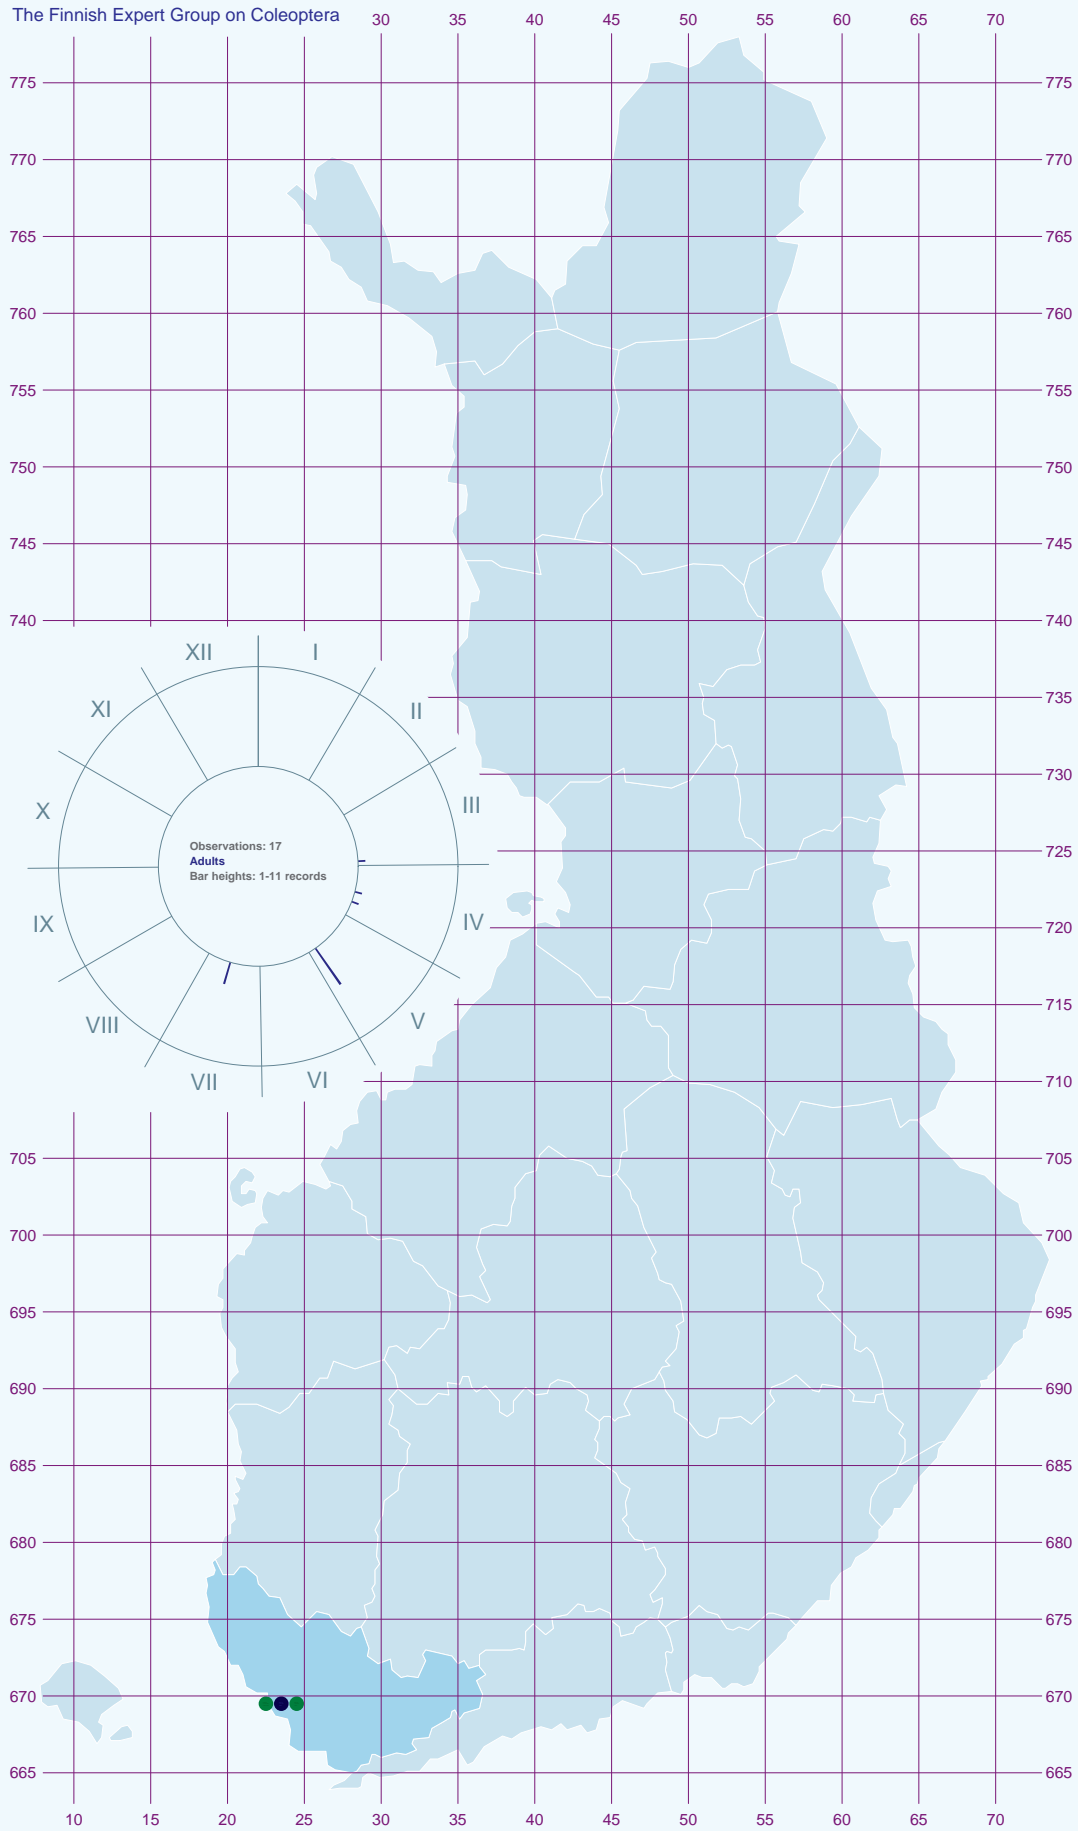 The Finnish Expert Group on Coleoptera
30 35 40 45 50 55 60 65 70
775 775
770 770
765 765
760 760
755 755
750 750
745 745
740 740
XII I
XI II
735
730
X III
Observations: 17
Adults
Bar heights: 1-11 records
725
IX IV
720
715
VIII V
VII VI
710
705 705
700 700
695 695
690 690
685 685
680 680
675 675
670 670
665 665
10 15 20 25 30 35 40 45 50 55 60 65 70